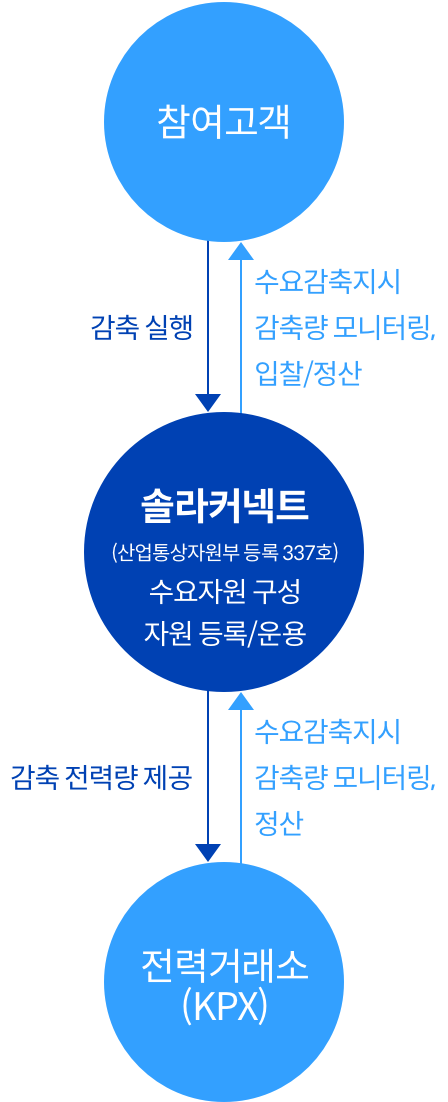 참여고객
감축 실행
수요감축지시
감축량 모니터링,
입찰/정산
솔라커넥트
(산업통상자원부 등록 337호)
수요자원 구성
자원 등록/운용
감축 전력량 제공
수요감축지시
감축량 모니터링,
정산
전력거래소
(KPX)